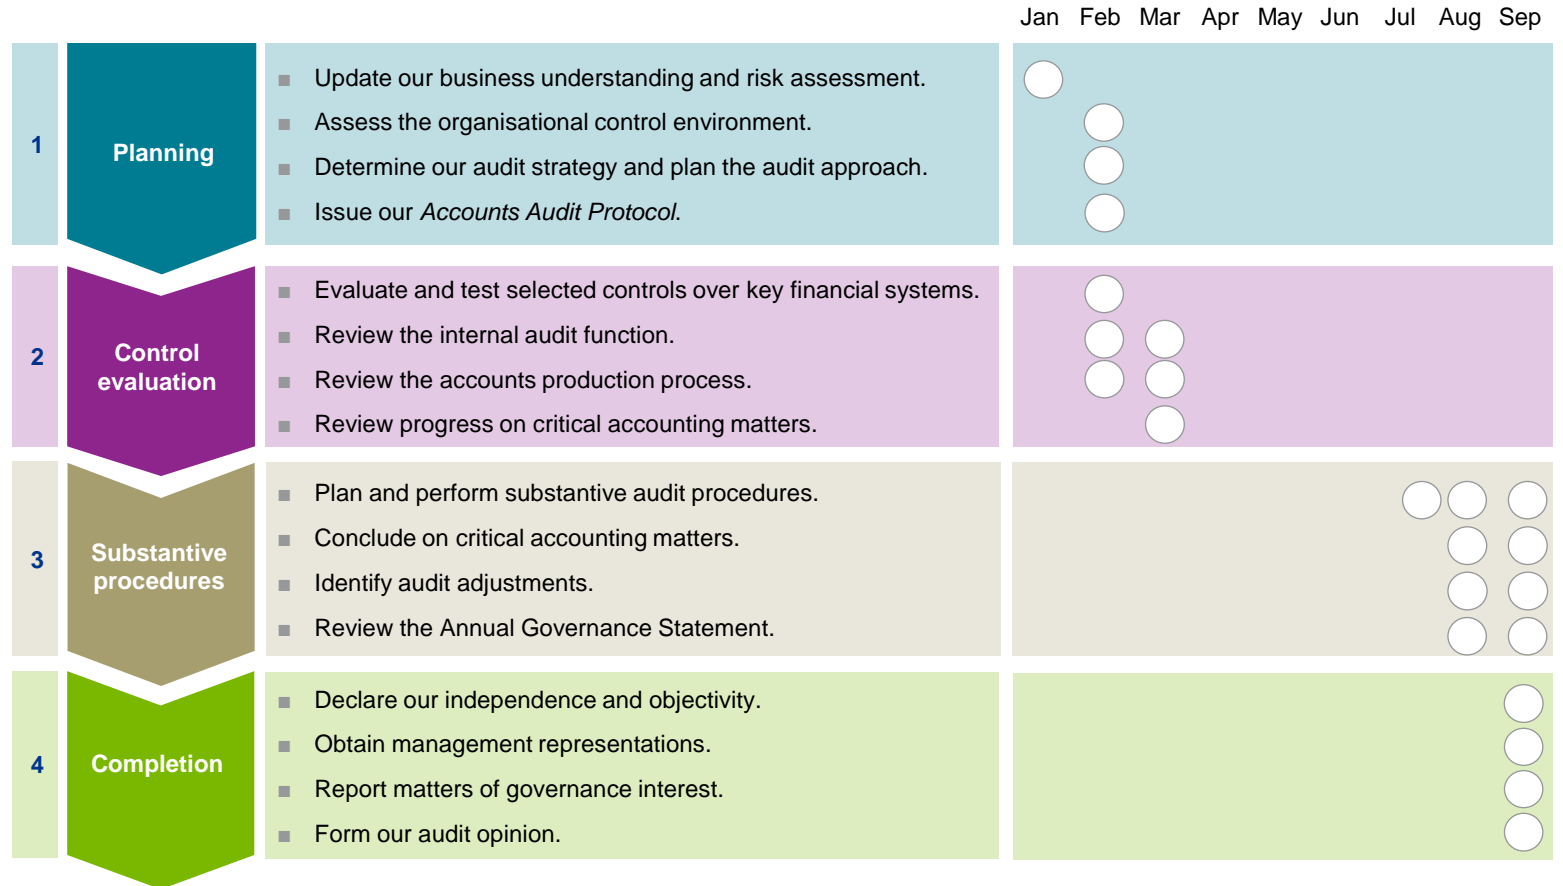 Jan Feb Mar Apr May Jun Jul Aug Sep
1
Planning
■ Update our business understanding and risk assessment.
■ Assess the organisational control environment.
■ Determine our audit strategy and plan the audit approach.
■ Issue our Accounts Audit Protocol.
2
Control
evaluation
■ Evaluate and test selected controls over key financial systems.
■ Review the internal audit function.
■ Review the accounts production process.
■ Review progress on critical accounting matters.
3
Substantive
procedures
■ Plan and perform substantive audit procedures.
■ Conclude on critical accounting matters.
■ Identify audit adjustments.
■ Review the Annual Governance Statement.
4
Completion
■ Declare our independence and objectivity.
■ Obtain management representations.
■ Report matters of governance interest.
■ Form our audit opinion.